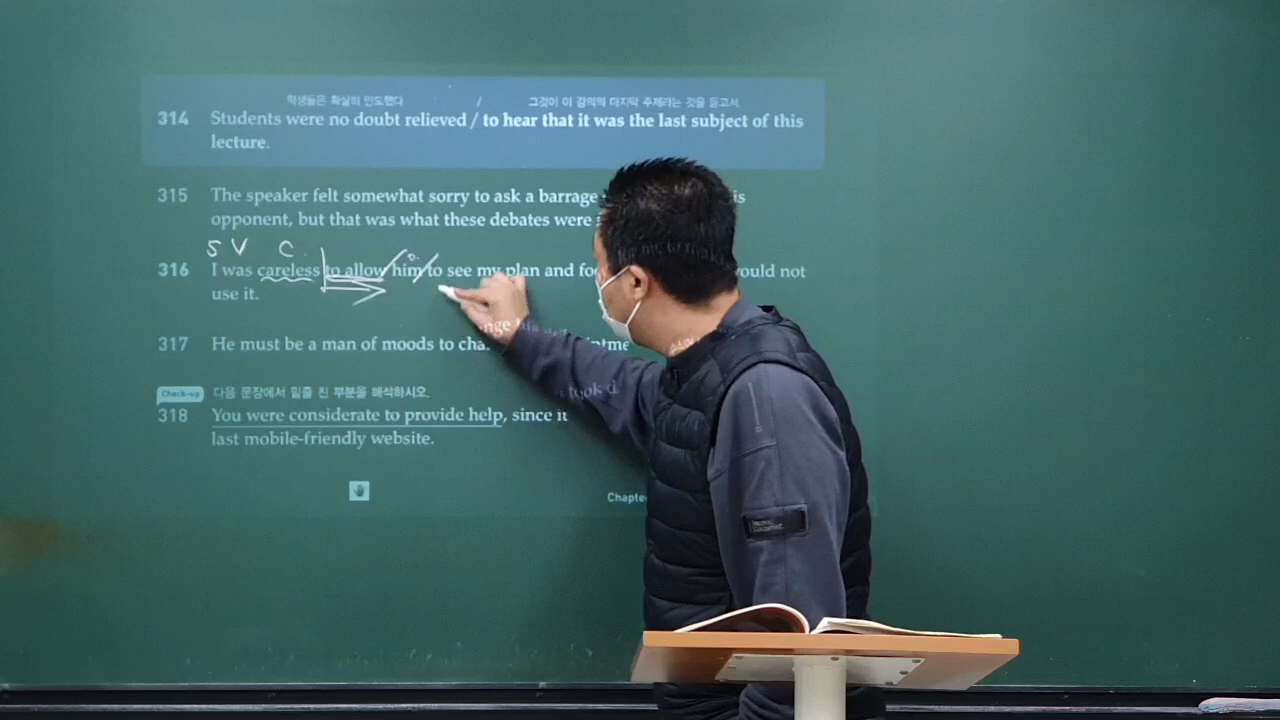 학생들은 확실히 안도했다 / 그것이 이 강의의 마지막 주제라는 것을 듣고서
314 Students were no doubt relieved / to hear that it was the last subject of this
lecture.
315 The speaker felt somewhat sorry to ask a barrage is
opponent, but that was what these debates were
S V C O.
316 I was careless to allow him to see my plan and would not
use it.
317 He must be a man of moods to
Check-up 다음 문장에서 밑줄 친 부분을 해석하시오.
318 You were considerate to provide help, since it
last mobile-friendly website.